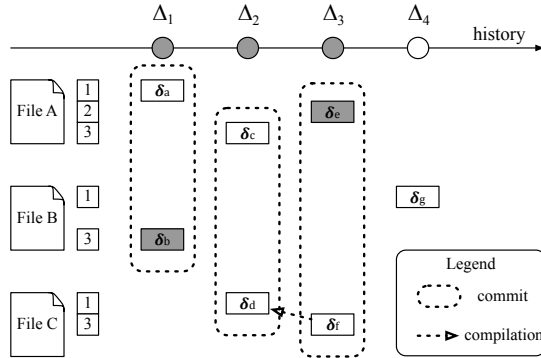 Δ1 Δ2 Δ3 Δ4
history
File A
1
2
3
δa
δc
δe
File B
1
3
δb
δg
File C
1
3
δd
δf
Legend
commit
compilation